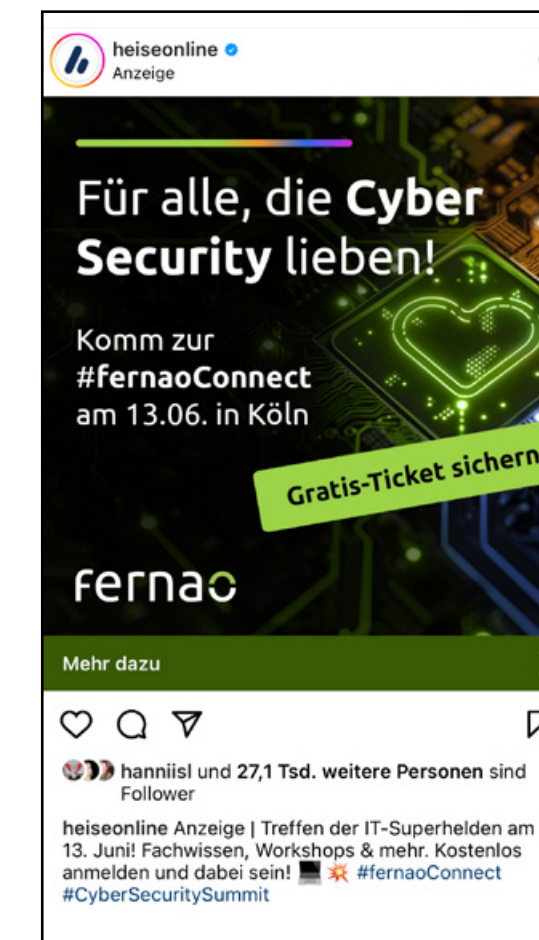 heiseonline
Anzeige
Für alle, die Cyber
Security lieben!
Komm zur
#fernaoConnect
am 13.06. in Köln
Gratis-Ticket sichern
fernao
Mehr dazu
hanniisl und 27,1 Tsd. weitere Personen sind
Follower
heiseonline Anzeige | Treffen der IT-Superhelden am
13. Juni! Fachwissen, Workshops & mehr. Kostenlos
anmelden und dabei sein! 💻 💥 #fernaoConnect
#CyberSecuritySummit